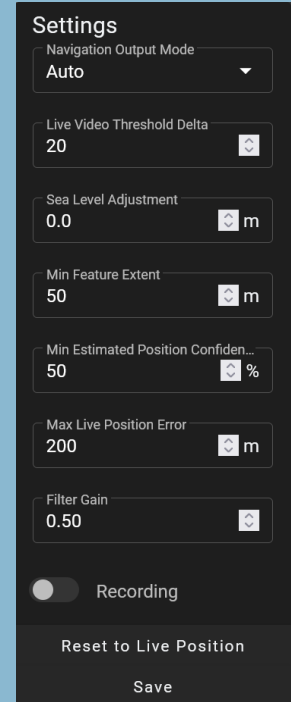 Settings
Navigation Output Mode
Auto
Live Video Threshold Delta
20
Sea Level Adjustment
0.0 m
Min Feature Extent
50 m
Min Estimated Position Confiden...
50 %
Max Live Position Error
200 m
Filter Gain
0.50
Recording
Reset to Live Position
Save